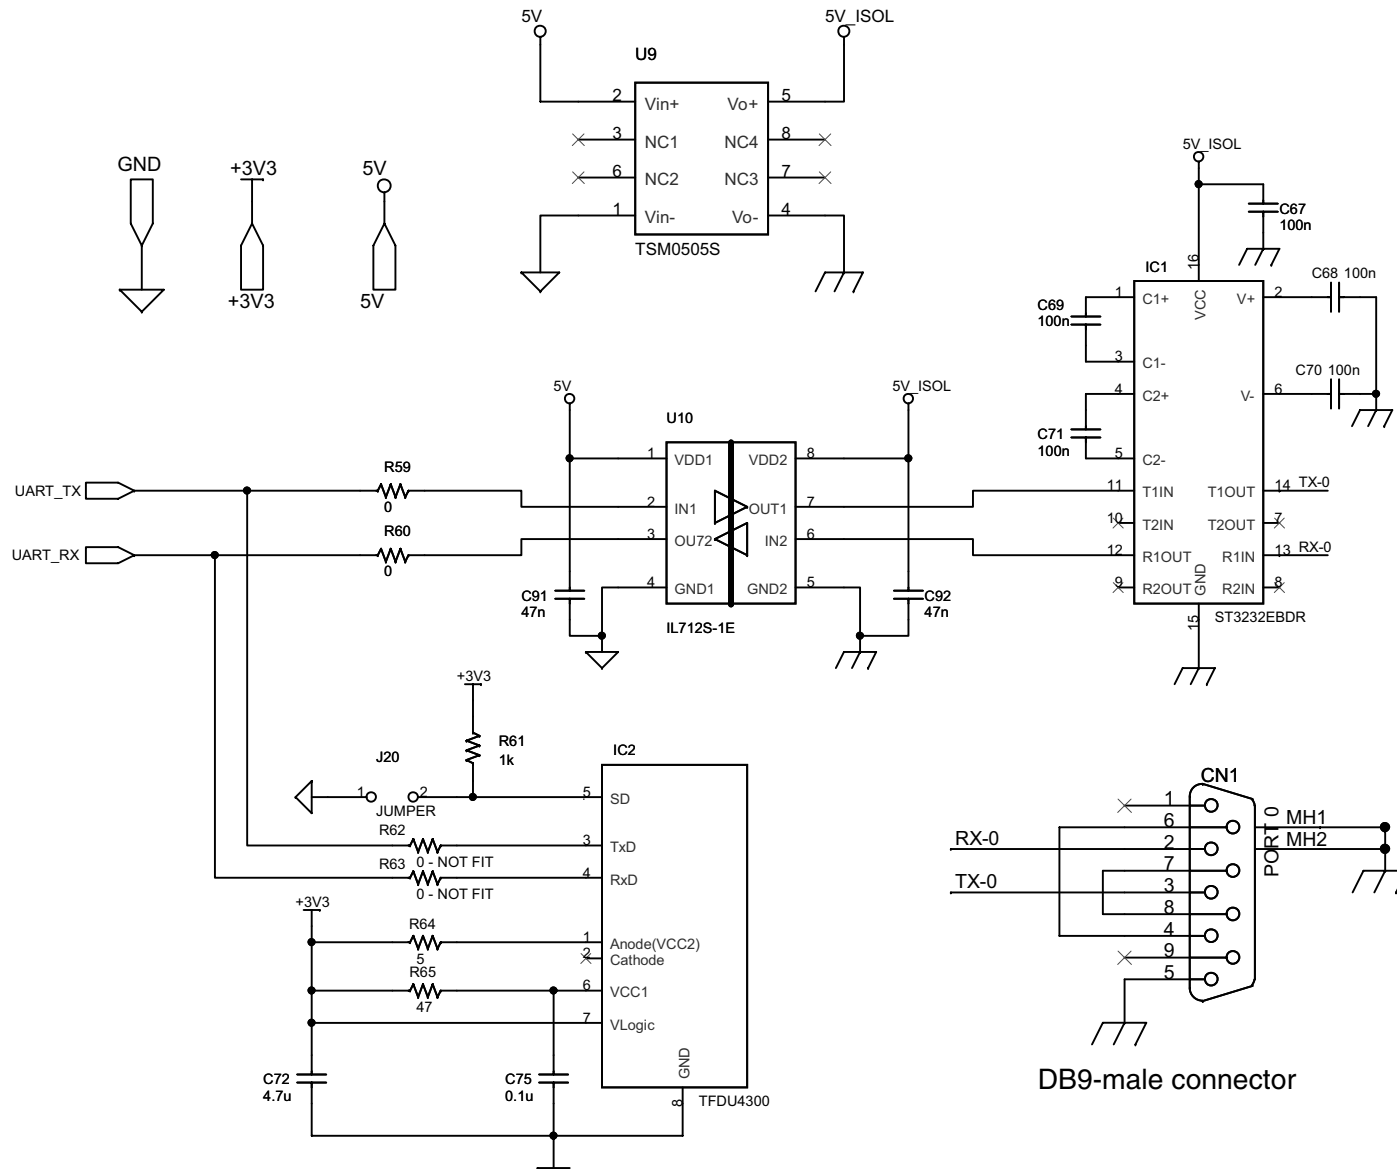 5V
5V_ISOL
U9
2 Vin+ Vo+ 5
3 NC1 NC4 8
6 NC2 NC3 7
1 Vin- Vo- 4
TSM0505S
GND
+3V3
5V
+3V3
5V
5V_ISOL
C67
100n
16
IC1
C68 100n
1 C1+ VCC V+ 2
C69
100n
3 C1-
C70 100n
4 C2+ V- 6
C71
100n
5 C2-
11 T1IN T1OUT 14 TX-0
10 T2IN T2OUT 7
12 R1OUT R1IN 13 RX-0
9 R2OUT GND R2IN 8
15
ST3232EBDR
5V
5V_ISOL
U10
1 VDD1 VDD2 8
2 IN1 OUT1 7
3 OU72 IN2 6
4 GND1 GND2 5
IL712S-1E
C91
47n
C92
47n
UART_TX
R59
0
UART_RX
R60
0
+3V3
R61
1k
J20
1 2
JUMPER
IC2
5 SD
R62
0 - NOT FIT
3 TxD
R63
0 - NOT FIT
4 RxD
+3V3
R64
5
1 Anode(VCC2)
2 Cathode
R65
47
6 VCC1
7 VLogic
GND
8
TFDU4300
C72
4.7u
C75
0.1u
CN1
1
6
RX-0 2
7
TX-0 3
8
4
9
5
PORT 0
MH1
MH2
DB9-male connector